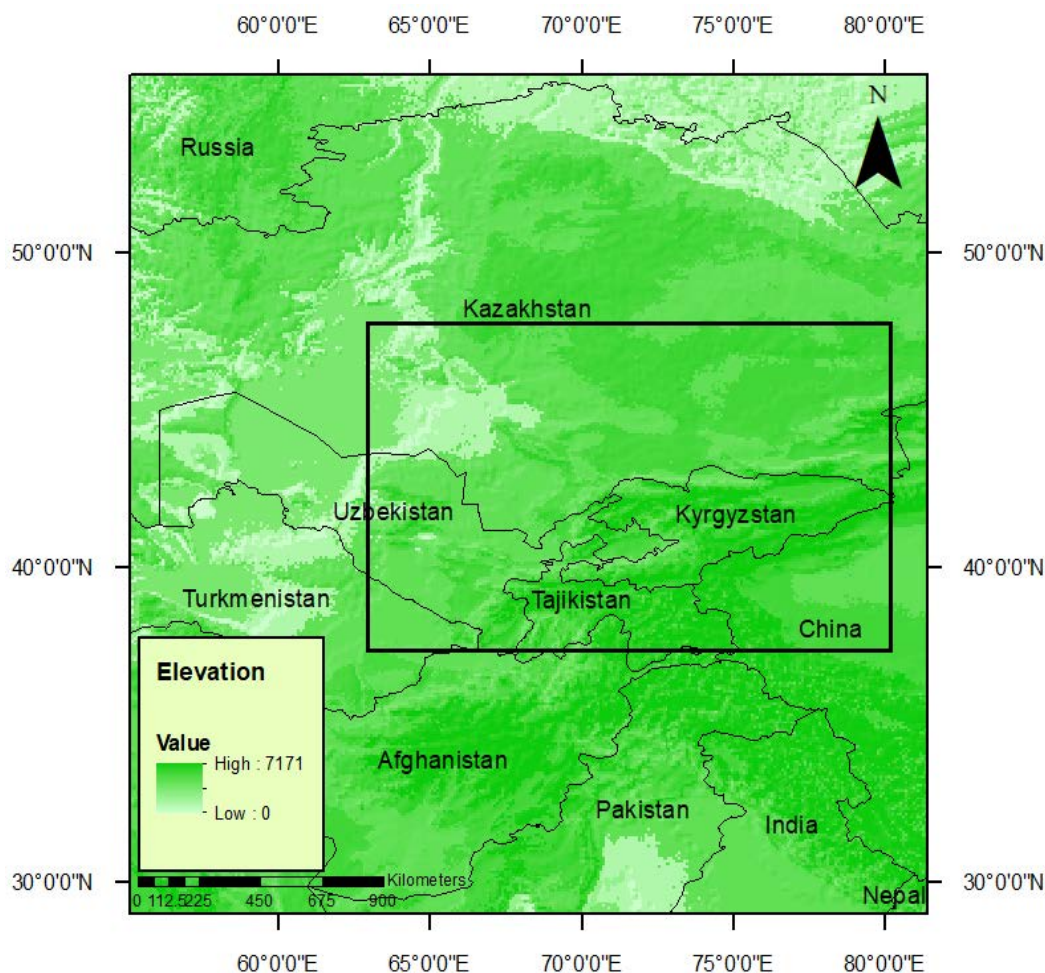 60°0'0"E 65°0'0"E 70°0'0"E 75°0'0"E 80°0'0"E
N
Russia
50°0'0"N 50°0'0"N
Kazakhstan
Uzbekistan Kyrgyzstan
40°0'0"N 40°0'0"N
Turkmenistan Tajikistan
China
Elevation
Value
High : 7171
Low : 0
Afghanistan
Pakistan
India
30°0'0"N 30°0'0"N
Kilometers
Nepal
0 112.5 225 450 675 900
60°0'0"E 65°0'0"E 70°0'0"E 75°0'0"E 80°0'0"E